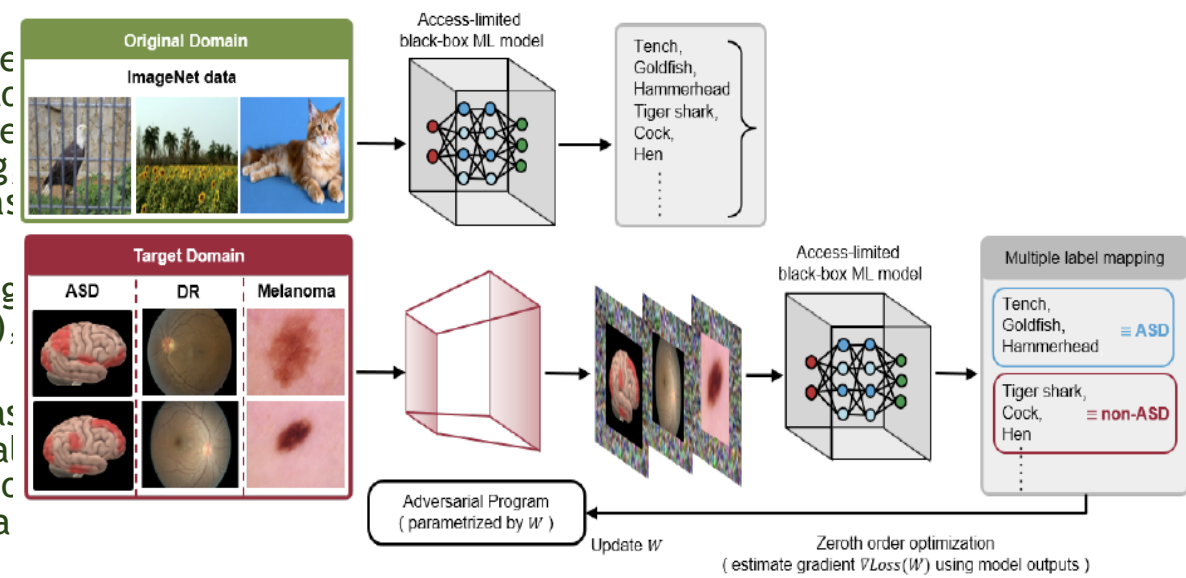 Original Domain
ImageNet data
Access-limited
black-box ML model
Tench,
Goldfish,
Hammerhead
Tiger shark,
Cock,
Hen
Target Domain
ASD
DR
Melanoma
Access-limited
black-box ML model
Multiple label mapping
Tench,
Goldfish,
Hammerhead
≡ ASD
Tiger shark,
Cock,
Hen
≡ non-ASD
Adversarial Program
( parametrized by W )
Update W
Zeroth order optimization
( estimate gradient ∇Loss(W) using model outputs )